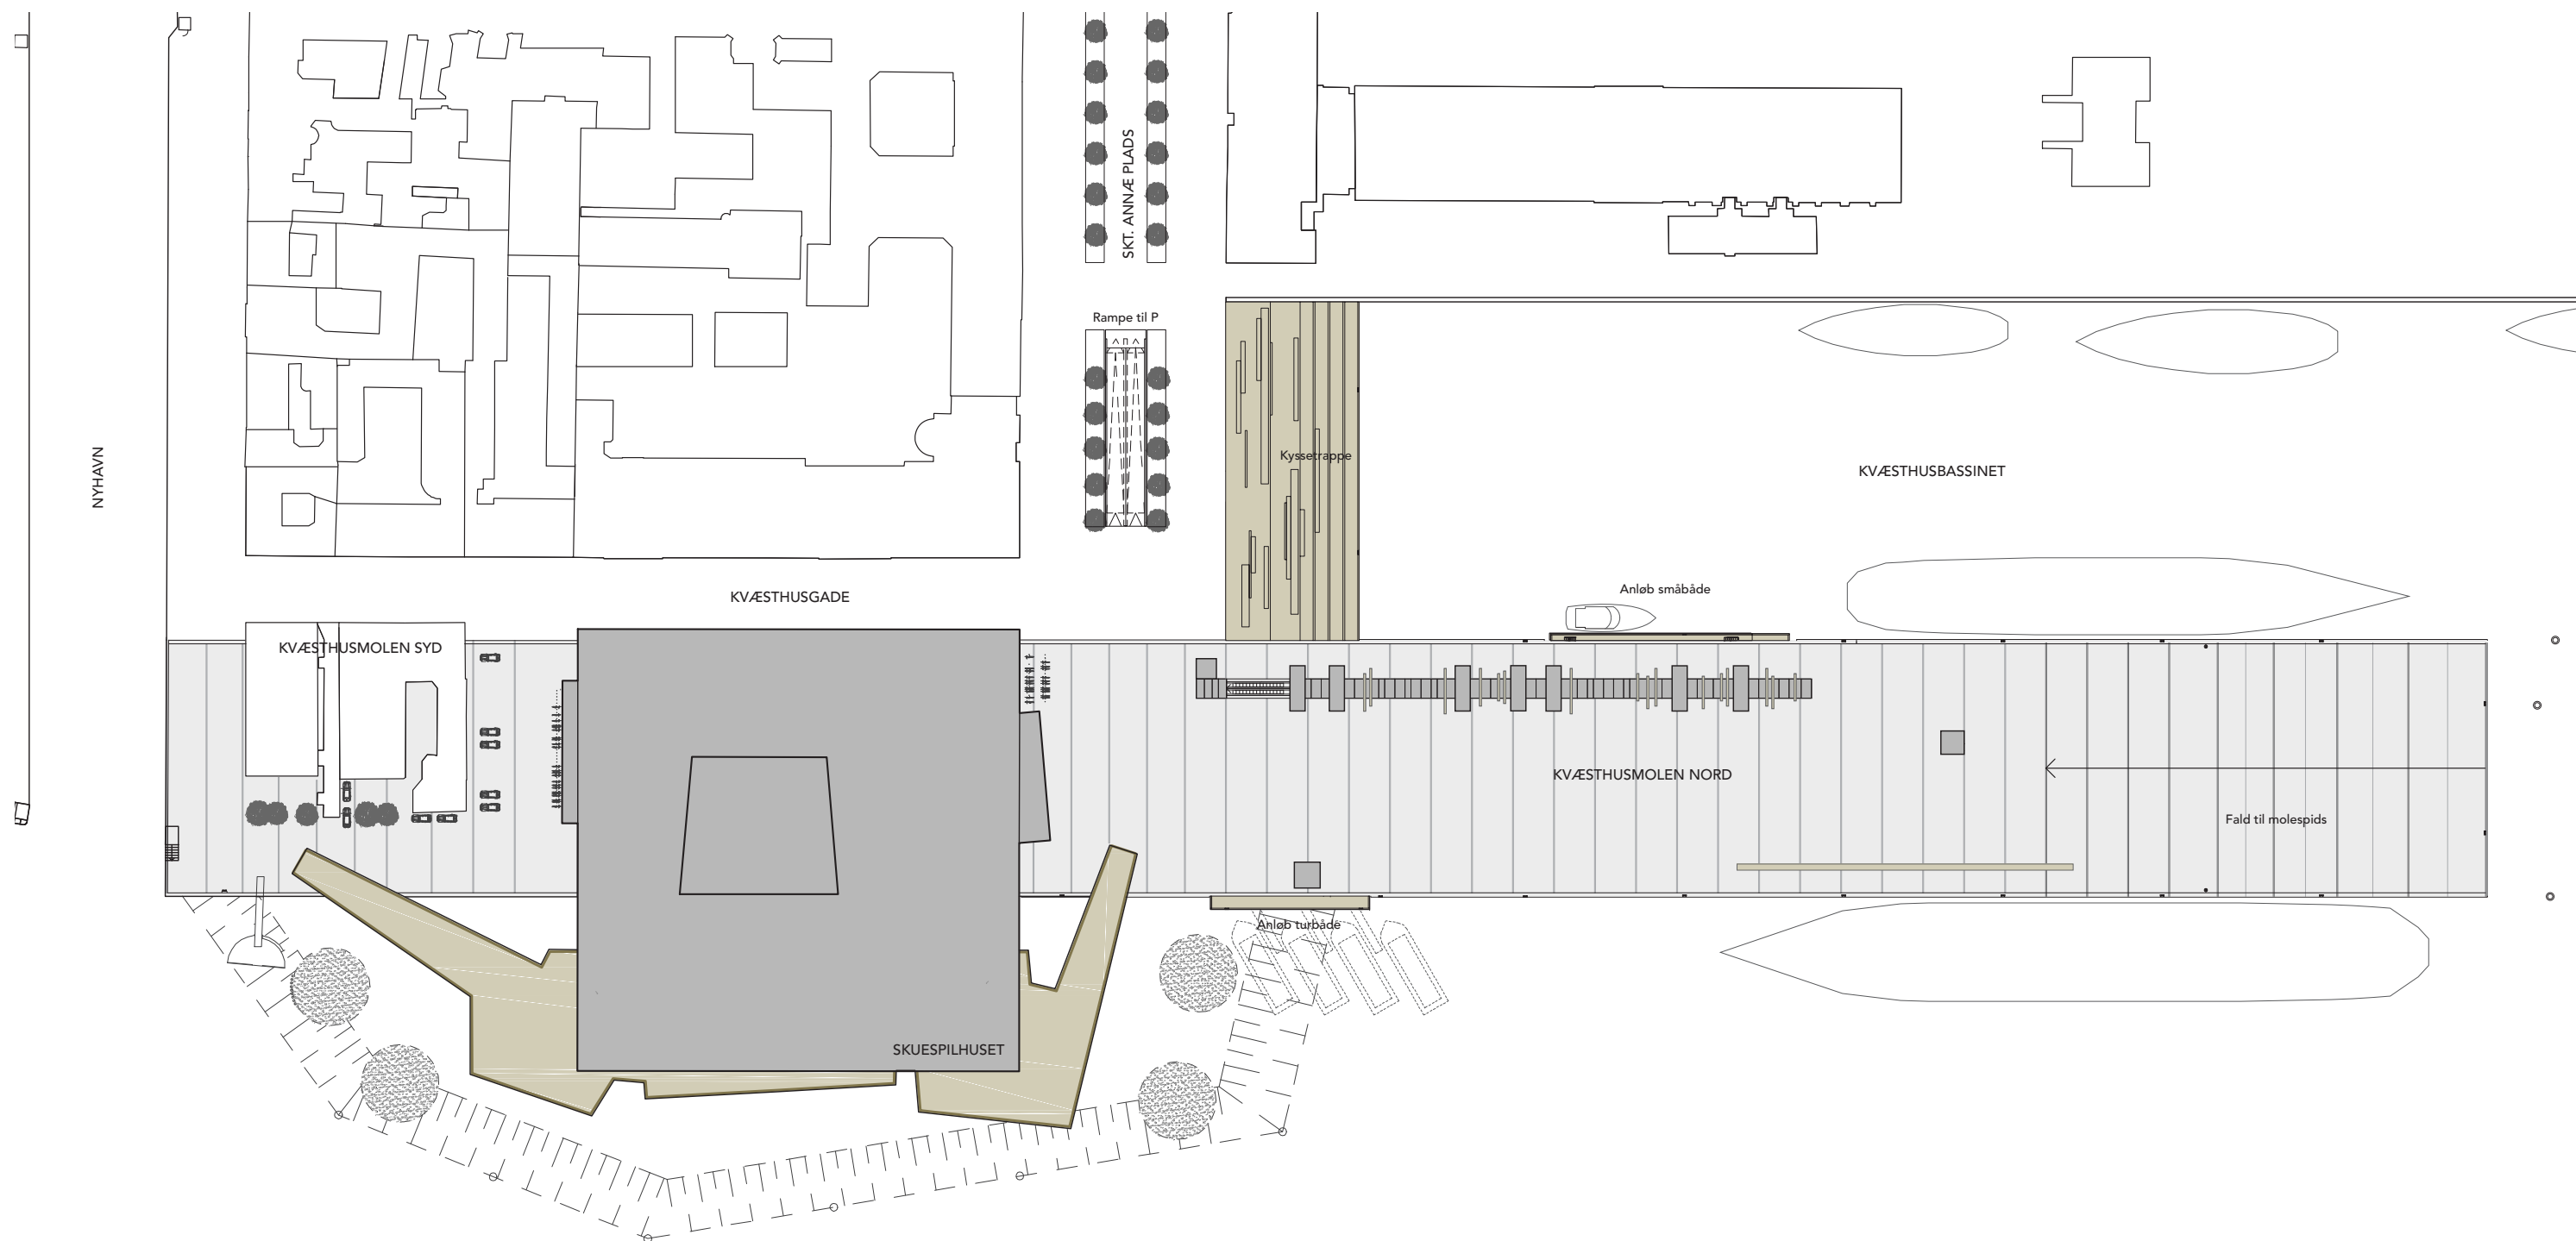 SKT. ANNÆ PLADS
Rampe til P
NYHAVN
Kyssetrappe
KVÆSTHUSBASSINET
Anløb småbåde
KVÆSTHUSGADE
KVÆSTHUSMOLEN SYD
KVÆSTHUSMOLEN NORD
Fald til molespids
Anløb turbåde
SKUESPILHUSET